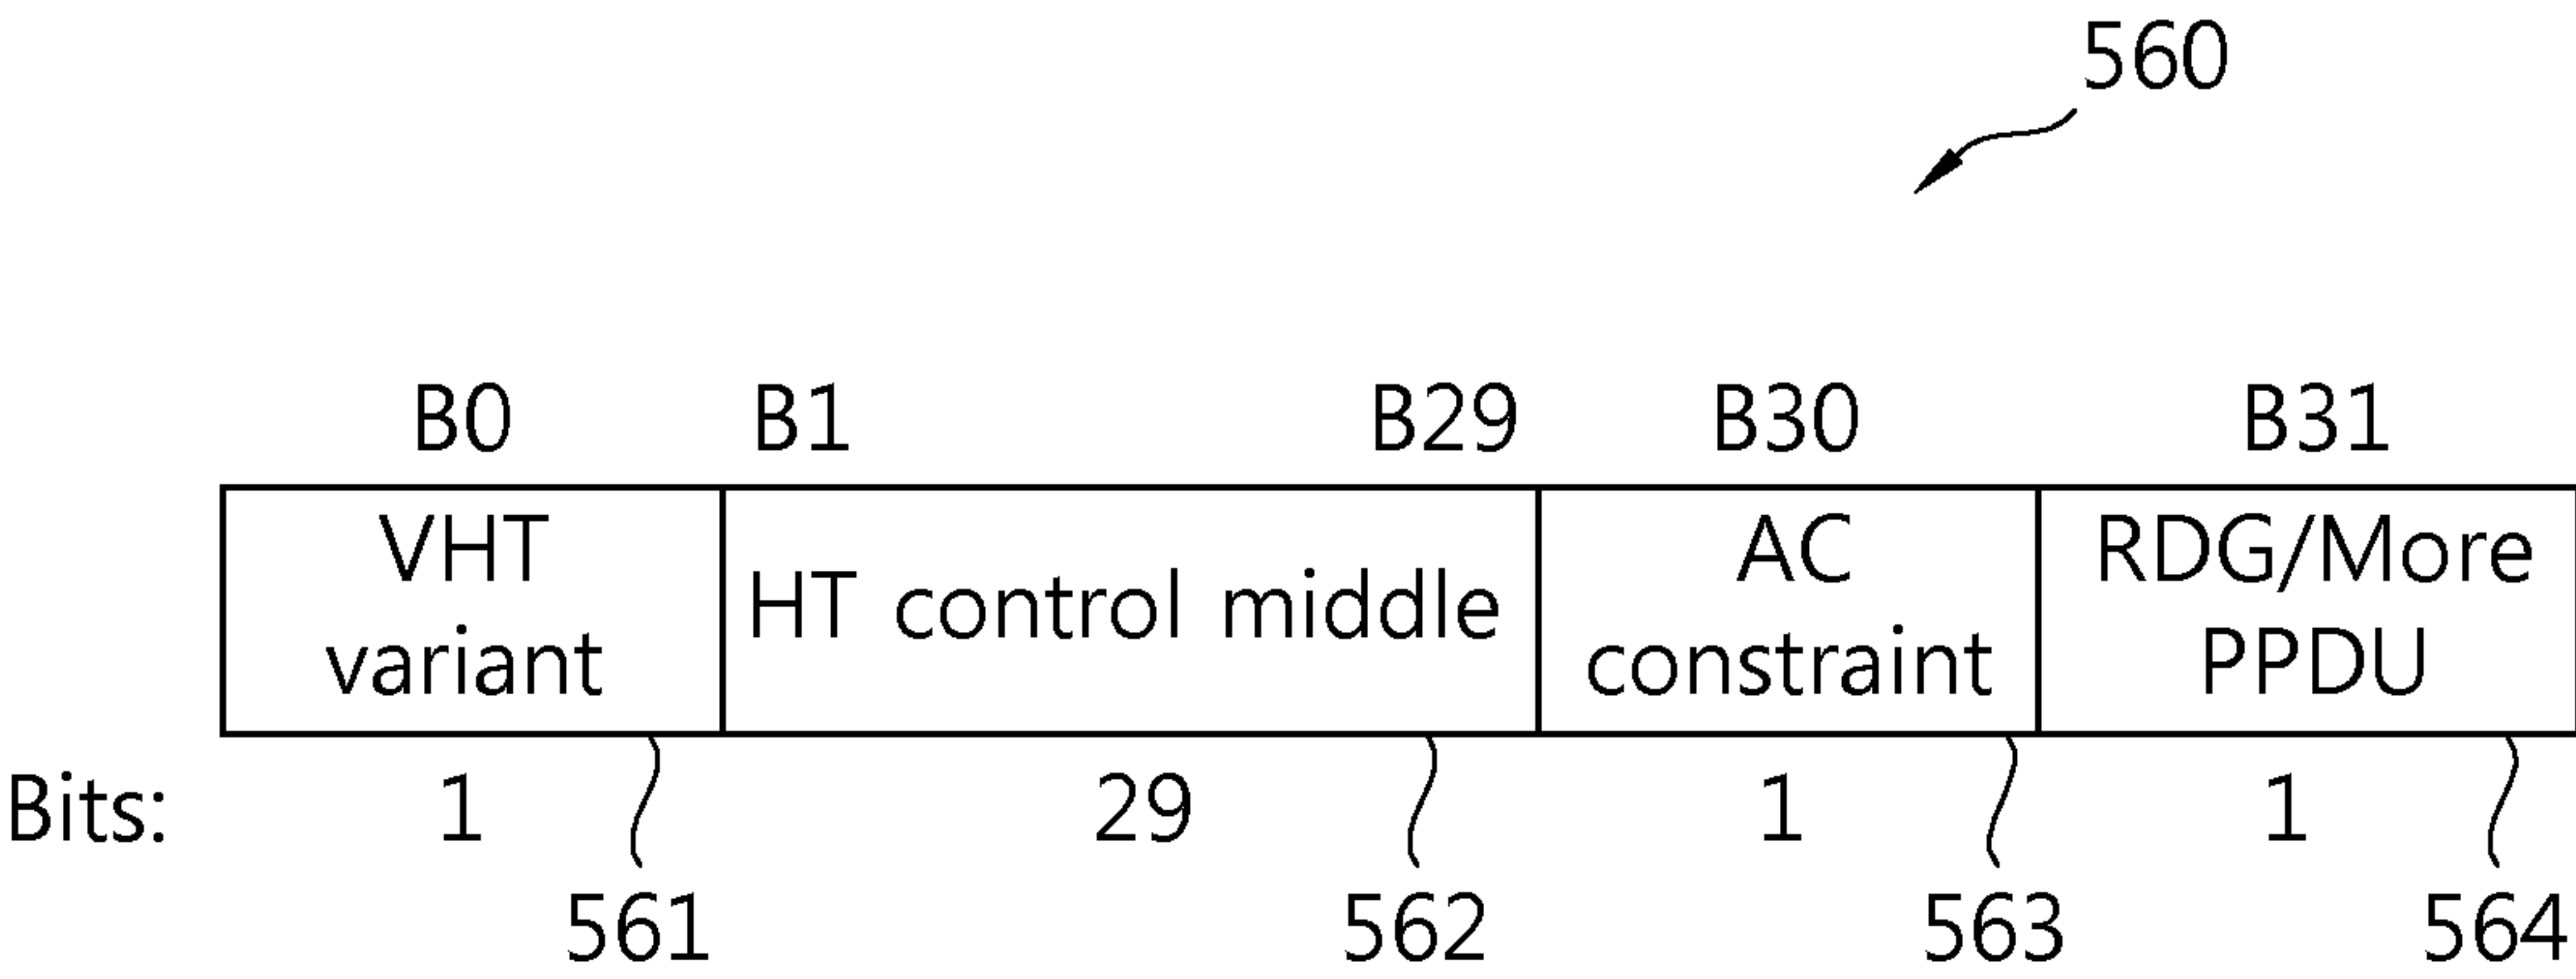 560
B0 B1 B29 B30 B31
VHT variant HT control middle AC constraint RDG/More PPDU
Bits: 1 29 1 1
561 562 563 564